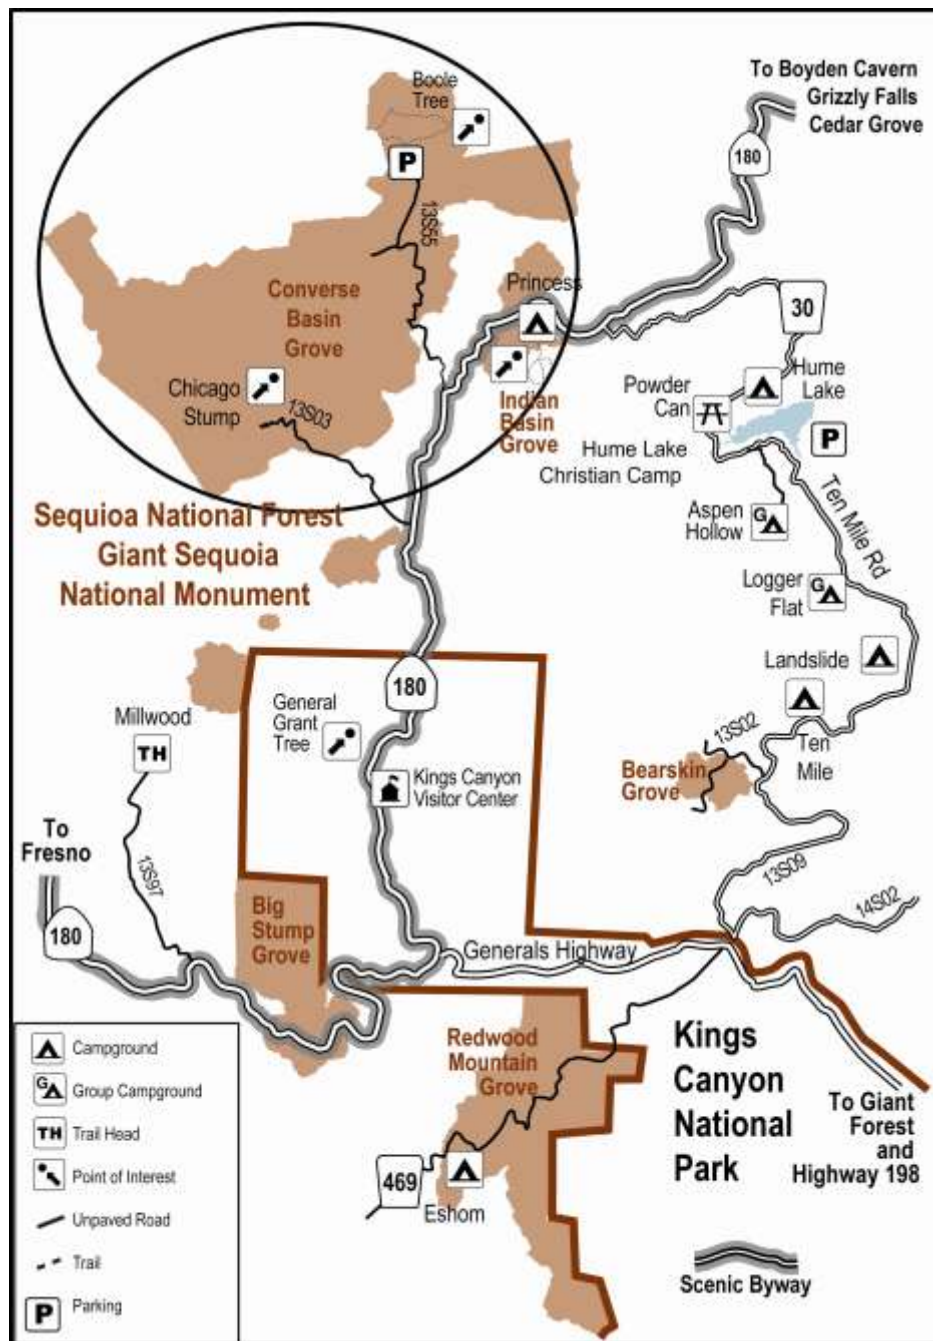 Boole
Tree
P
13S55
To Boyden Cavern
Grizzly Falls
Cedar Grove
180
Converse
Basin
Grove
Princess
30
Chicago
Stump
13S03
Indian
Basin
Grove
Powder
Can
Hume
Lake
P
Hume Lake
Christian Camp
Ten Mile Rd
Aspen
Hollow
G
Sequioa National Forest
Giant Sequoia
National Monument
Logger
Flat
G
Landslide
180
General
Grant
Tree
Millwood
TH
13S02
Ten
Mile
Bearskin
Grove
Kings Canyon
Visitor Center
To
Fresno
13S97
13S09
14S02
180
Big
Stump
Grove
Generals Highway
Redwood
Mountain
Grove
Kings
Canyon
National
Park
To Giant
Forest
and
Highway 198
469
Eshom
Scenic Byway
Campground
G
Group Campground
TH
Trail Head
Point of Interest
Unpaved Road
Trail
P
Parking